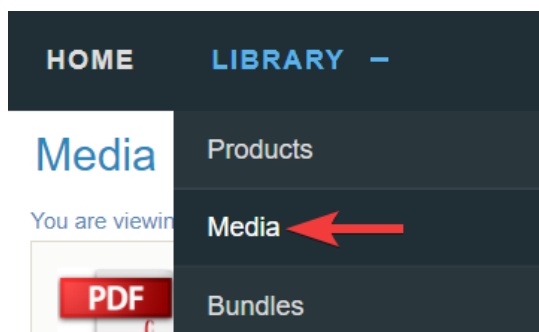 HOME LIBRARY –
Media
Products
You are viewin
Media
PDF
Bundles